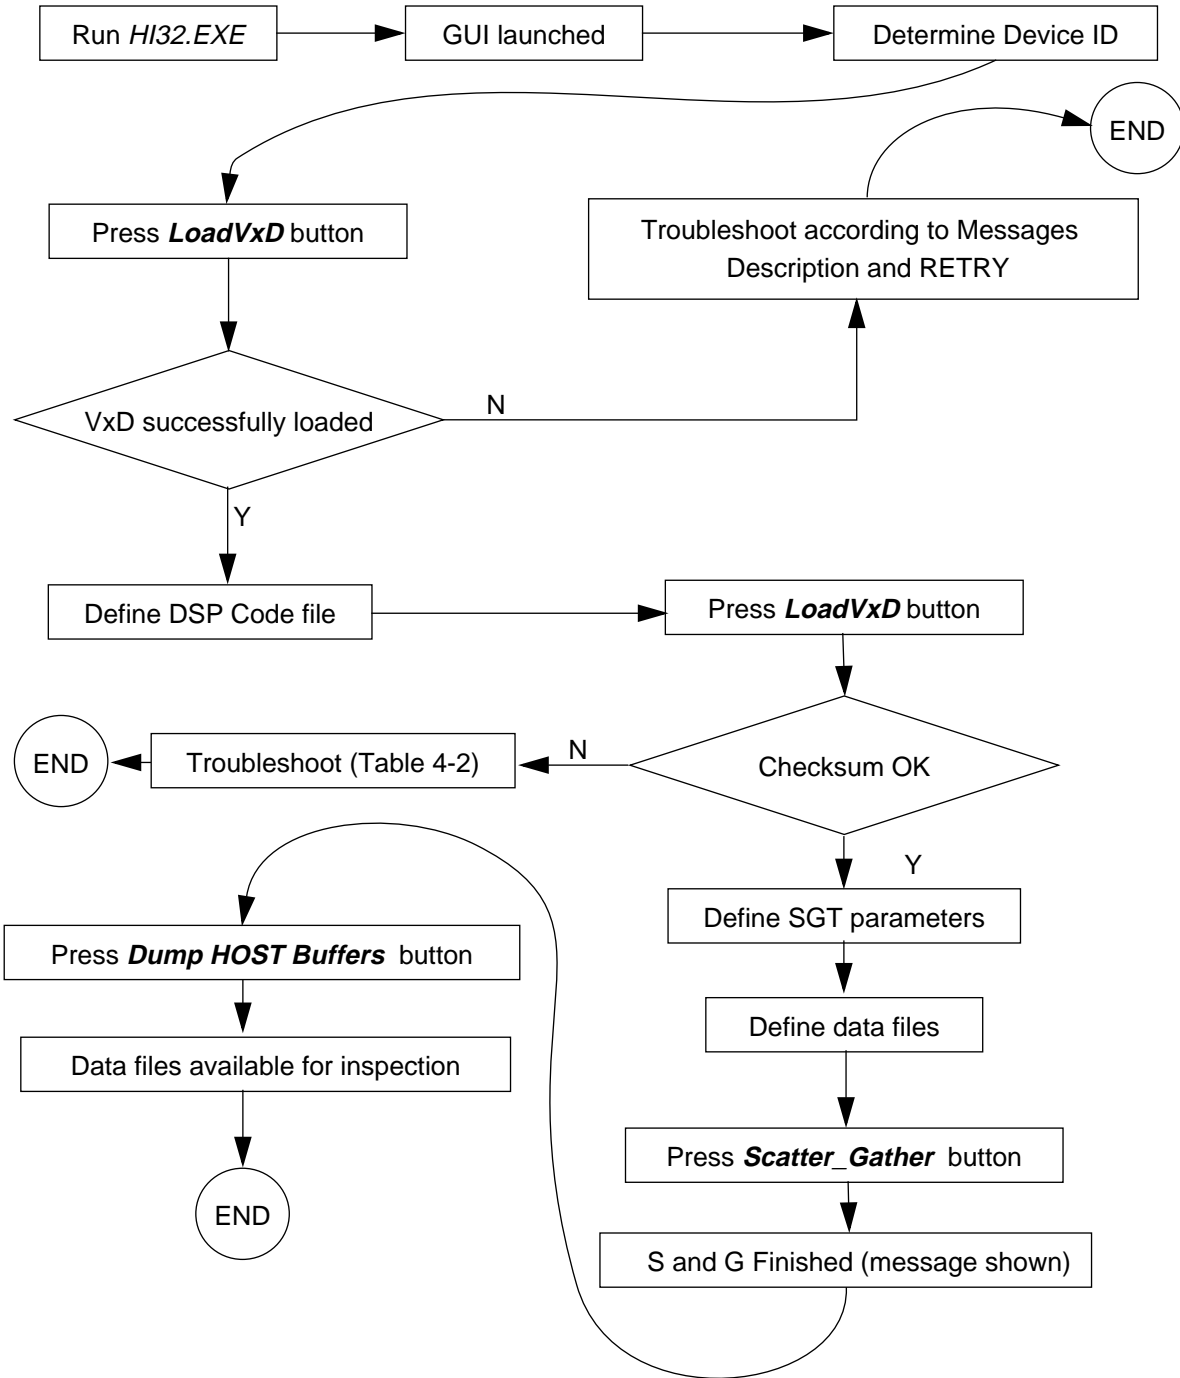 Run HI32.EXE
GUI launched
Determine Device ID
END
Press LoadVxD button
Troubleshoot according to Messages
Description and RETRY
VxD successfully loaded
N
Y
Define DSP Code file
Press LoadVxD button
END
Troubleshoot (Table 4-2)
N
Checksum OK
Y
Define SGT parameters
Press Dump HOST Buffers button
Define data files
Data files available for inspection
Press Scatter_Gather button
END
S and G Finished (message shown)